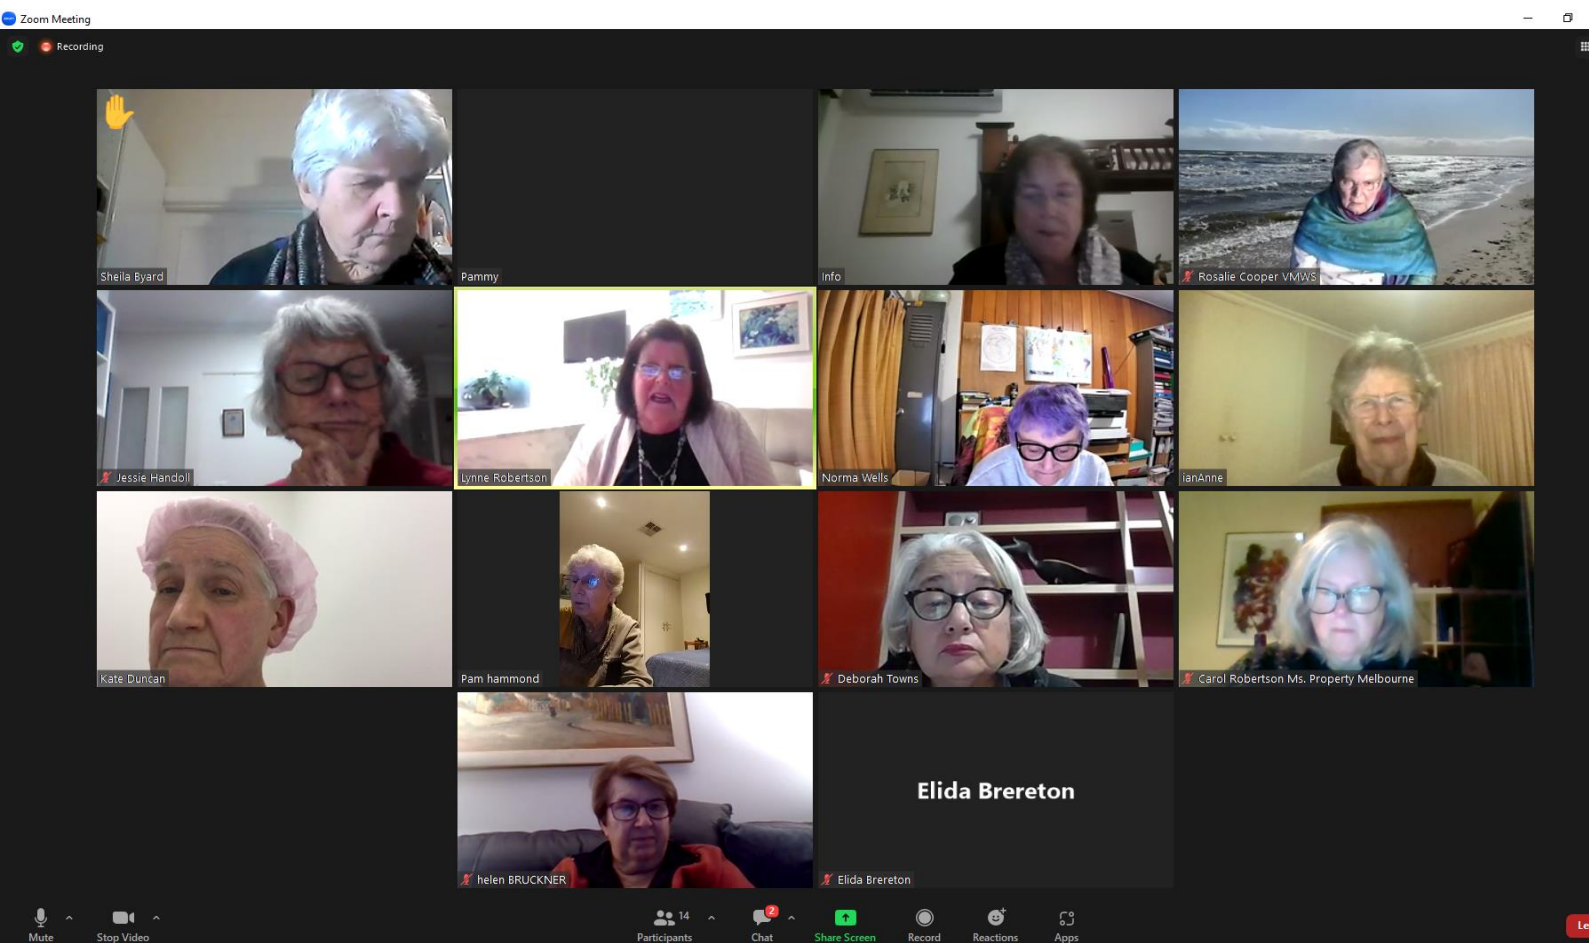 Zoom Meeting
Recording
Sheila Byard
Pammy
Info
Rosalie Cooper VMWS
Jessie Handoll
Lynne Robertson
Norma Wells
ianAnne
Kate Duncan
Pam hammond
Deborah Towns
Carol Robertson Ms. Property Melbourne
helen BRUCKNER
Elida Brereton
Elida Brereton
14
2
Mute
Stop Video
Participants
Chat
Share Screen
Record
Reactions
Apps
Le